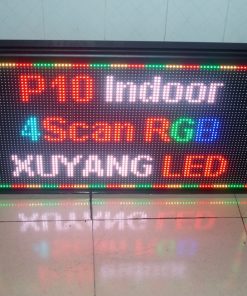 P10 Indoor
4Scan RGB
XUYANG LED